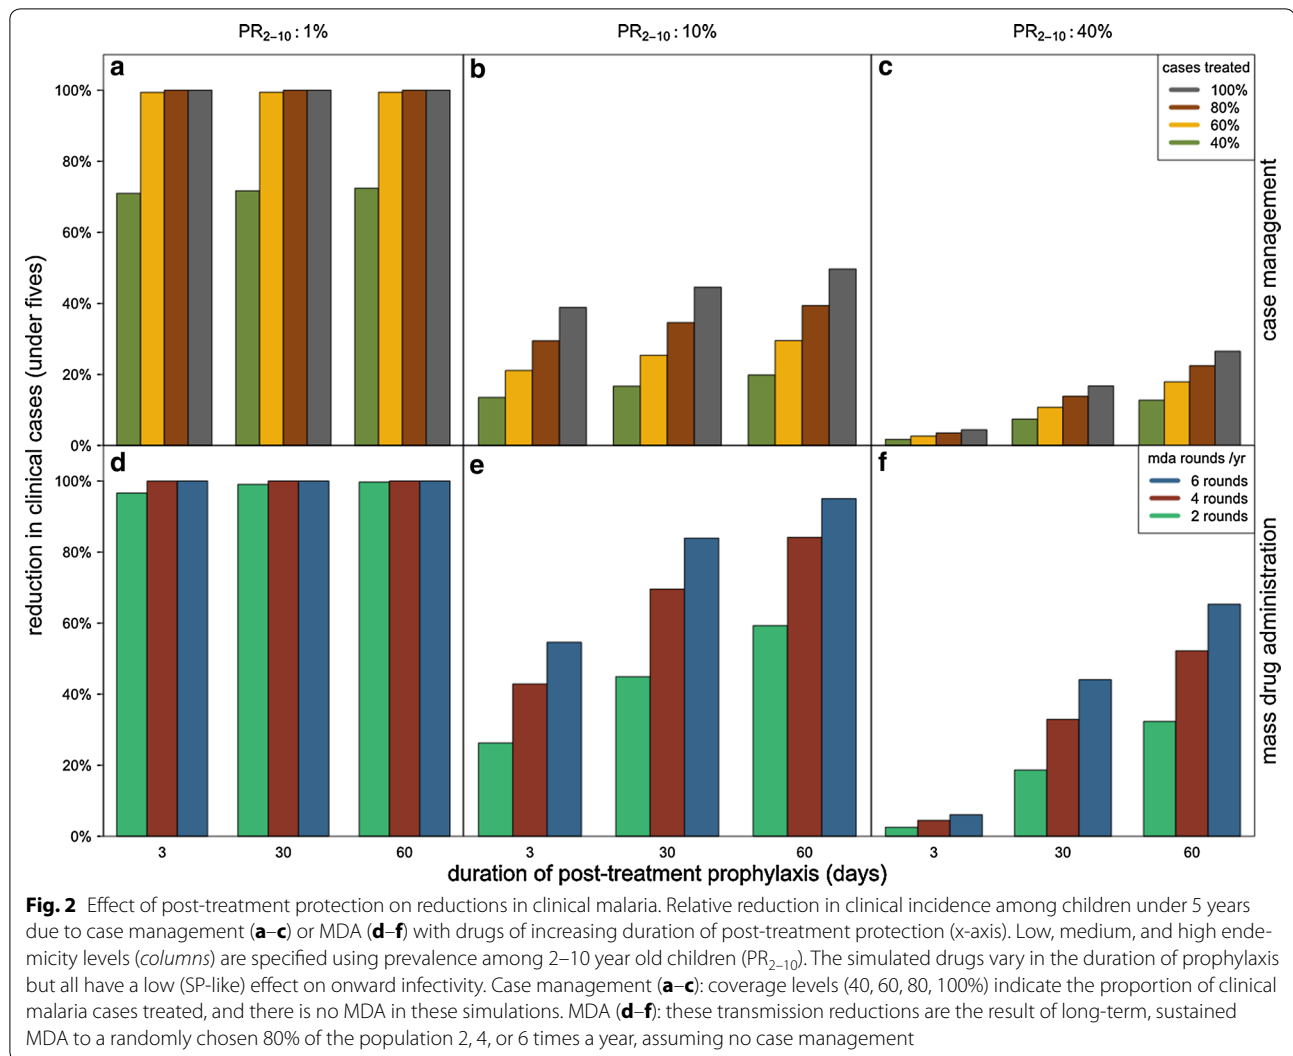 PR2–10 : 1%
PR2–10 : 10%
PR2–10 : 40%
a
b
c
cases treated
100%
80%
60%
40%
100%
80%
60%
40%
20%
0%
case management
reduction in clinical cases (under fives)
d
e
f
mda rounds /yr
6 rounds
4 rounds
2 rounds
100%
80%
60%
40%
20%
0%
mass drug administration
3 30 60 3 30 60 3 30 60
duration of post-treatment prophylaxis (days)
Fig. 2 Effect of post-treatment protection on reductions in clinical malaria. Relative reduction in clinical incidence among children under 5 years
due to case management (a–c) or MDA (d–f) with drugs of increasing duration of post-treatment protection (x-axis). Low, medium, and high ende-
micity levels (columns) are specified using prevalence among 2–10 year old children (PR2–10). The simulated drugs vary in the duration of prophylaxis
but all have a low (SP-like) effect on onward infectivity. Case management (a–c): coverage levels (40, 60, 80, 100%) indicate the proportion of clinical
malaria cases treated, and there is no MDA in these simulations. MDA (d–f): these transmission reductions are the result of long-term, sustained
MDA to a randomly chosen 80% of the population 2, 4, or 6 times a year, assuming no case management